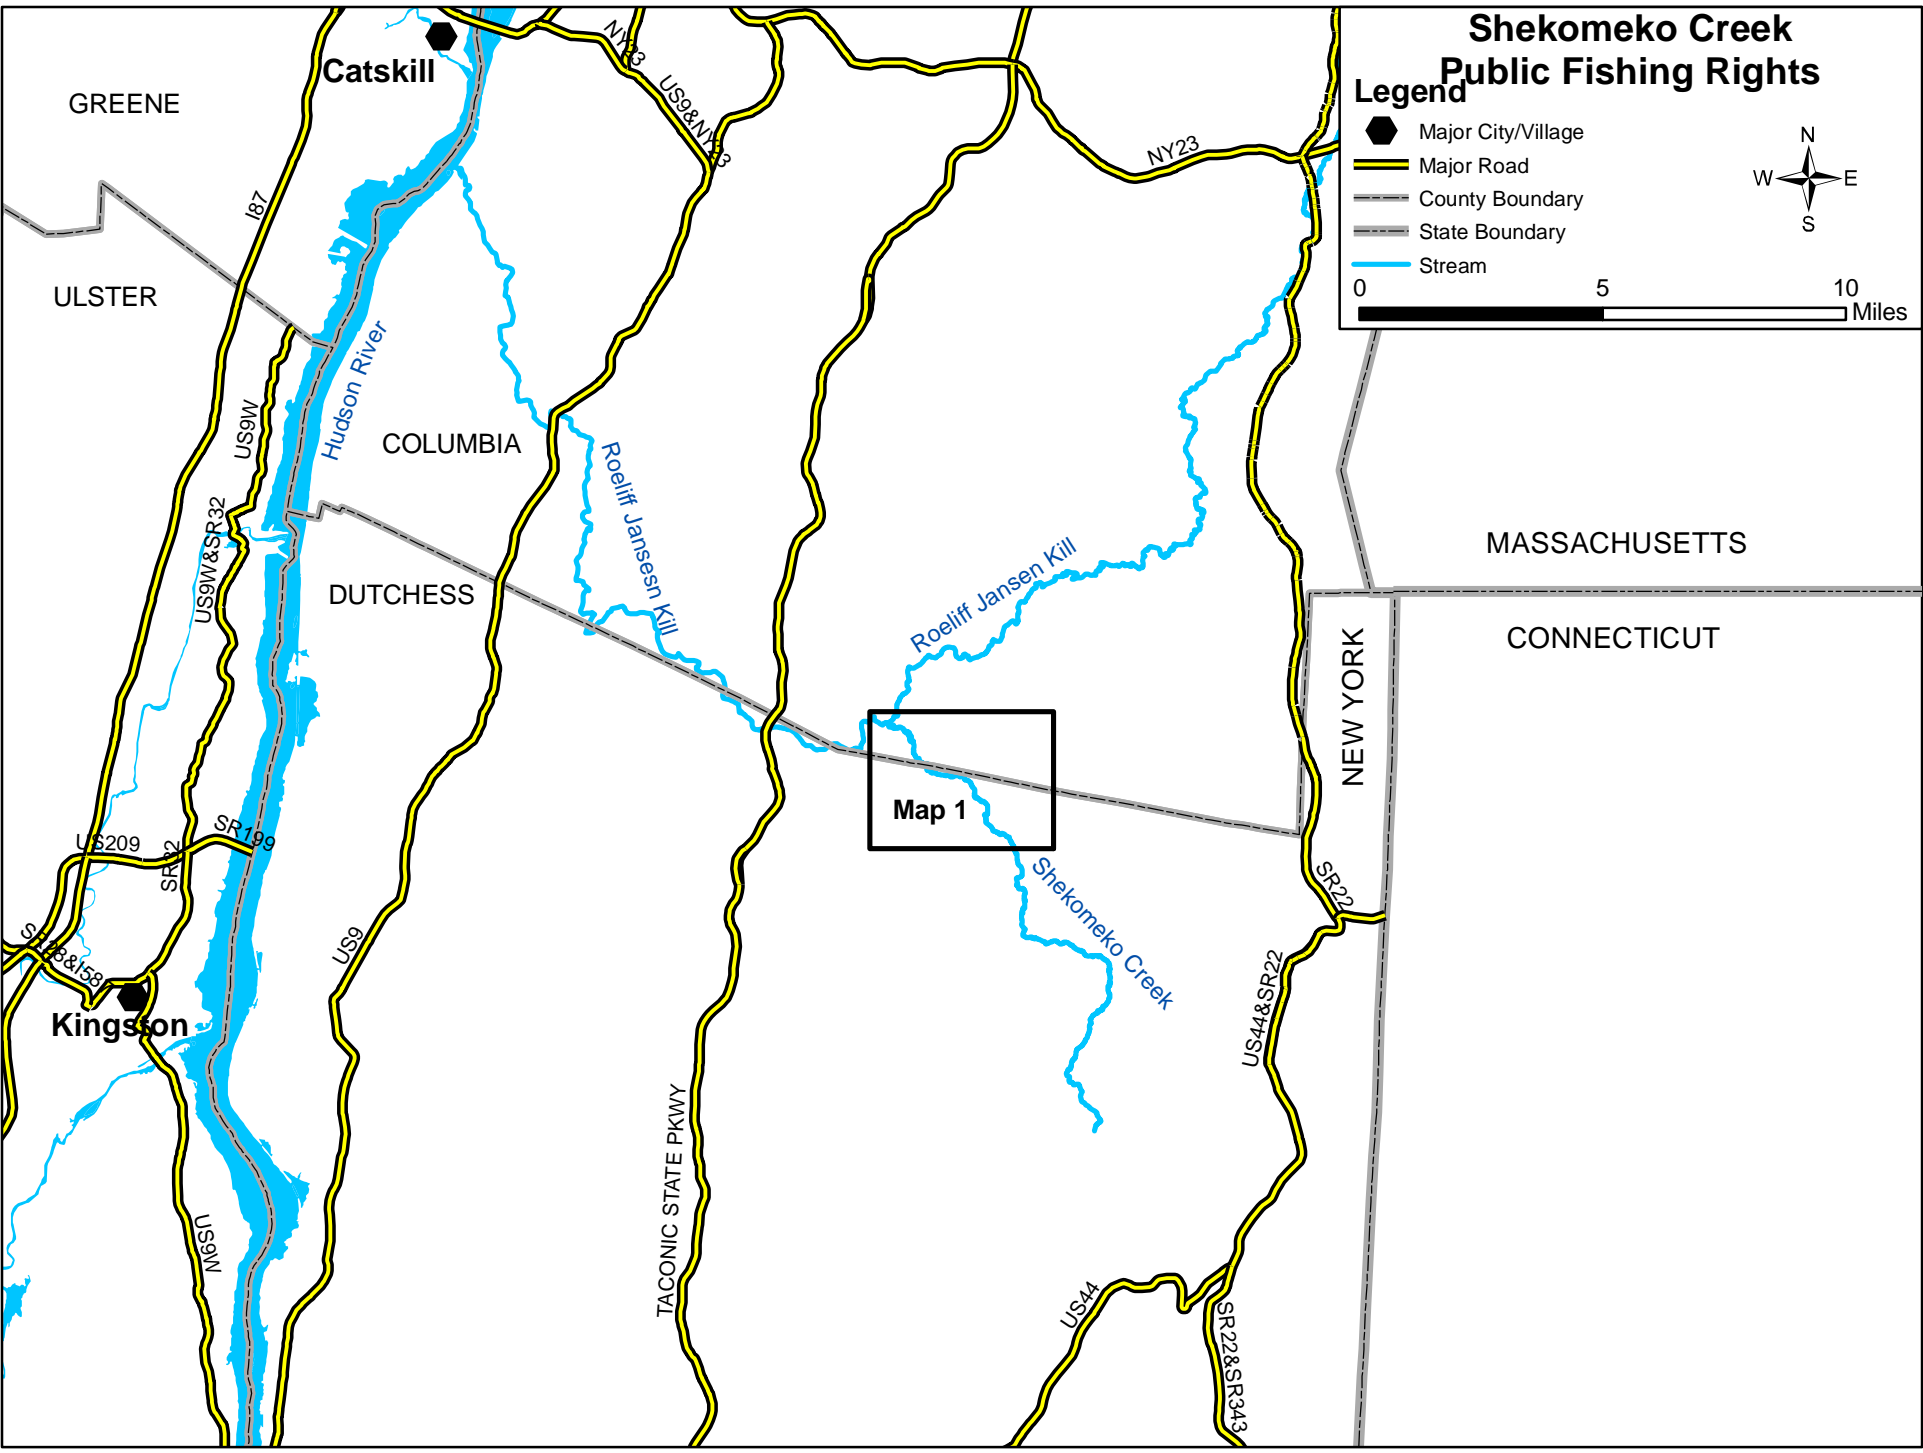 Shekomeko Creek
Public Fishing Rights
Legend
Major City/Village
Major Road
County Boundary
State Boundary
Stream
N
W
E
S
0
5
10
Miles
Catskill
GREENE
NY23
US9&NY23
NY23
I87
ULSTER
Hudson River
US9W
COLUMBIA
Roeliff Jansesn Kill
US9W&SR32
MASSACHUSETTS
Roeliff Jansen Kill
DUTCHESS
CONNECTICUT
NEW YORK
Map 1
US209
SR199
SR32
Shekomeko Creek
SR22
US9
SR28&I58
Kingston
US44&SR22
TACONIC STATE PKWY
US9W
US44
SR22&SR343